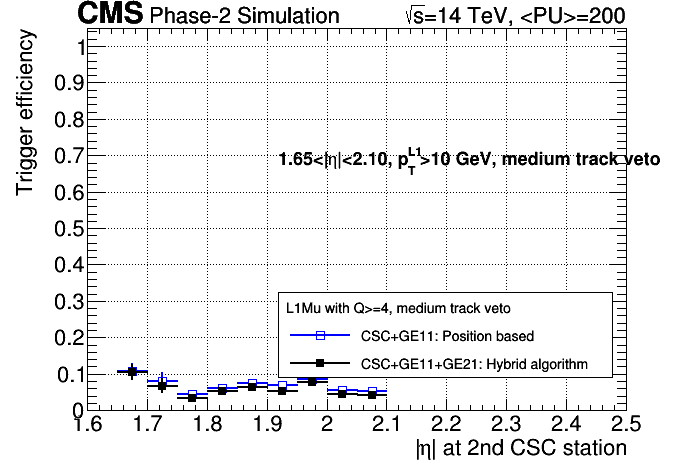 CMS Phase-2 Simulation √s=14 TeV, <PU>=200
Trigger efficiency
1
0.9
0.8
0.7
0.6
0.5
0.4
0.3
0.2
0.1
0
1.65<|η|<2.10, p_T^L1>10 GeV, medium track veto
L1Mu with Q>=4, medium track veto
CSC+GE11: Position based
CSC+GE11+GE21: Hybrid algorithm
1.6 1.7 1.8 1.9 2 2.1 2.2 2.3 2.4 2.5
|η| at 2nd CSC station